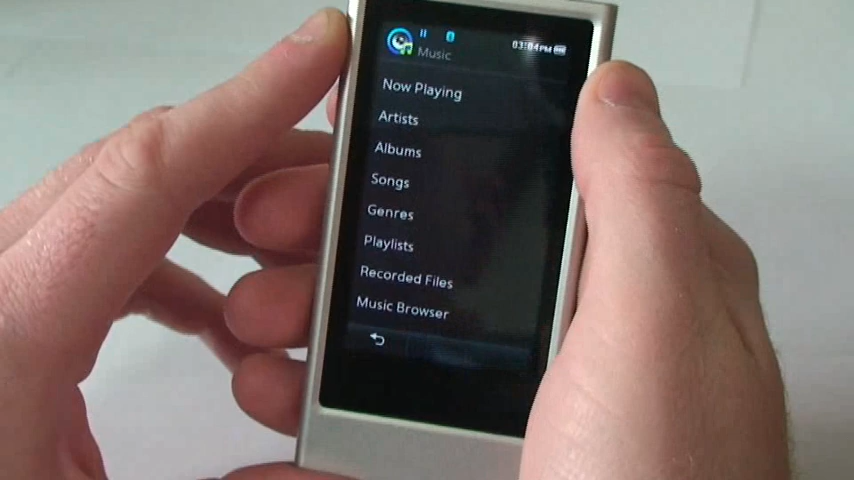 03:04PM
Music
Now Playing
Artists
Albums
Songs
Genres
Playlists
Recorded Files
Music Browser